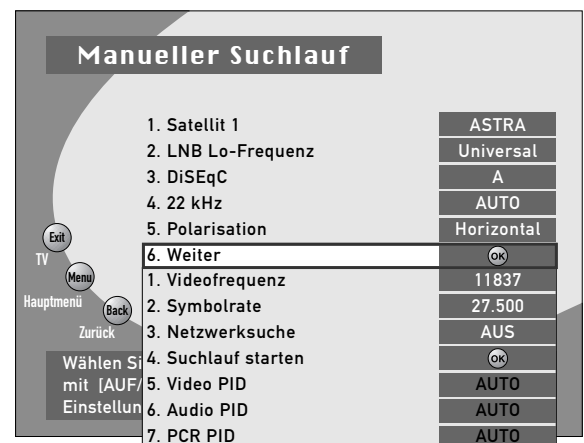 Manueller Suchlauf
1. Satellit 1 ASTRA
2. LNB Lo-Frequenz Universal
3. DiSEqC A
4. 22 kHz AUTO
5. Polarisation Horizontal
6. Weiter OK
1. Videofrequenz 11837
2. Symbolrate 27.500
3. Netzwerksuche AUS
4. Suchlauf starten OK
5. Video PID AUTO
6. Audio PID AUTO
7. PCR PID AUTO
Exit
TV
Menu
Hauptmenü
Back
Zurück
Wählen Si
mit [AUF/
Einstellun